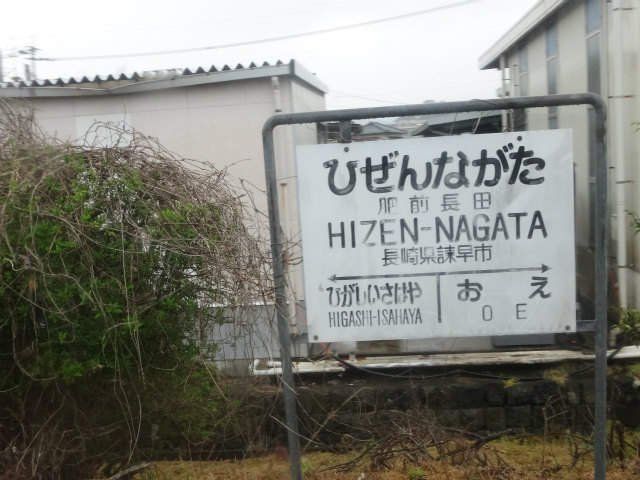 ひぜんながた
肥前長田
HIZEN-NAGATA
長崎県諫早市
ひがしいさはや おえ
HIGASHI-ISAHAYA OE